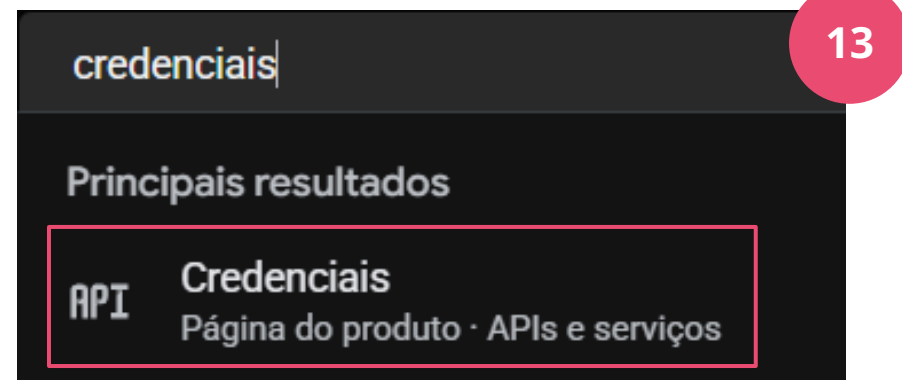 credenciais
13
Principais resultados
API
Credenciais
Página do produto · APIs e serviços